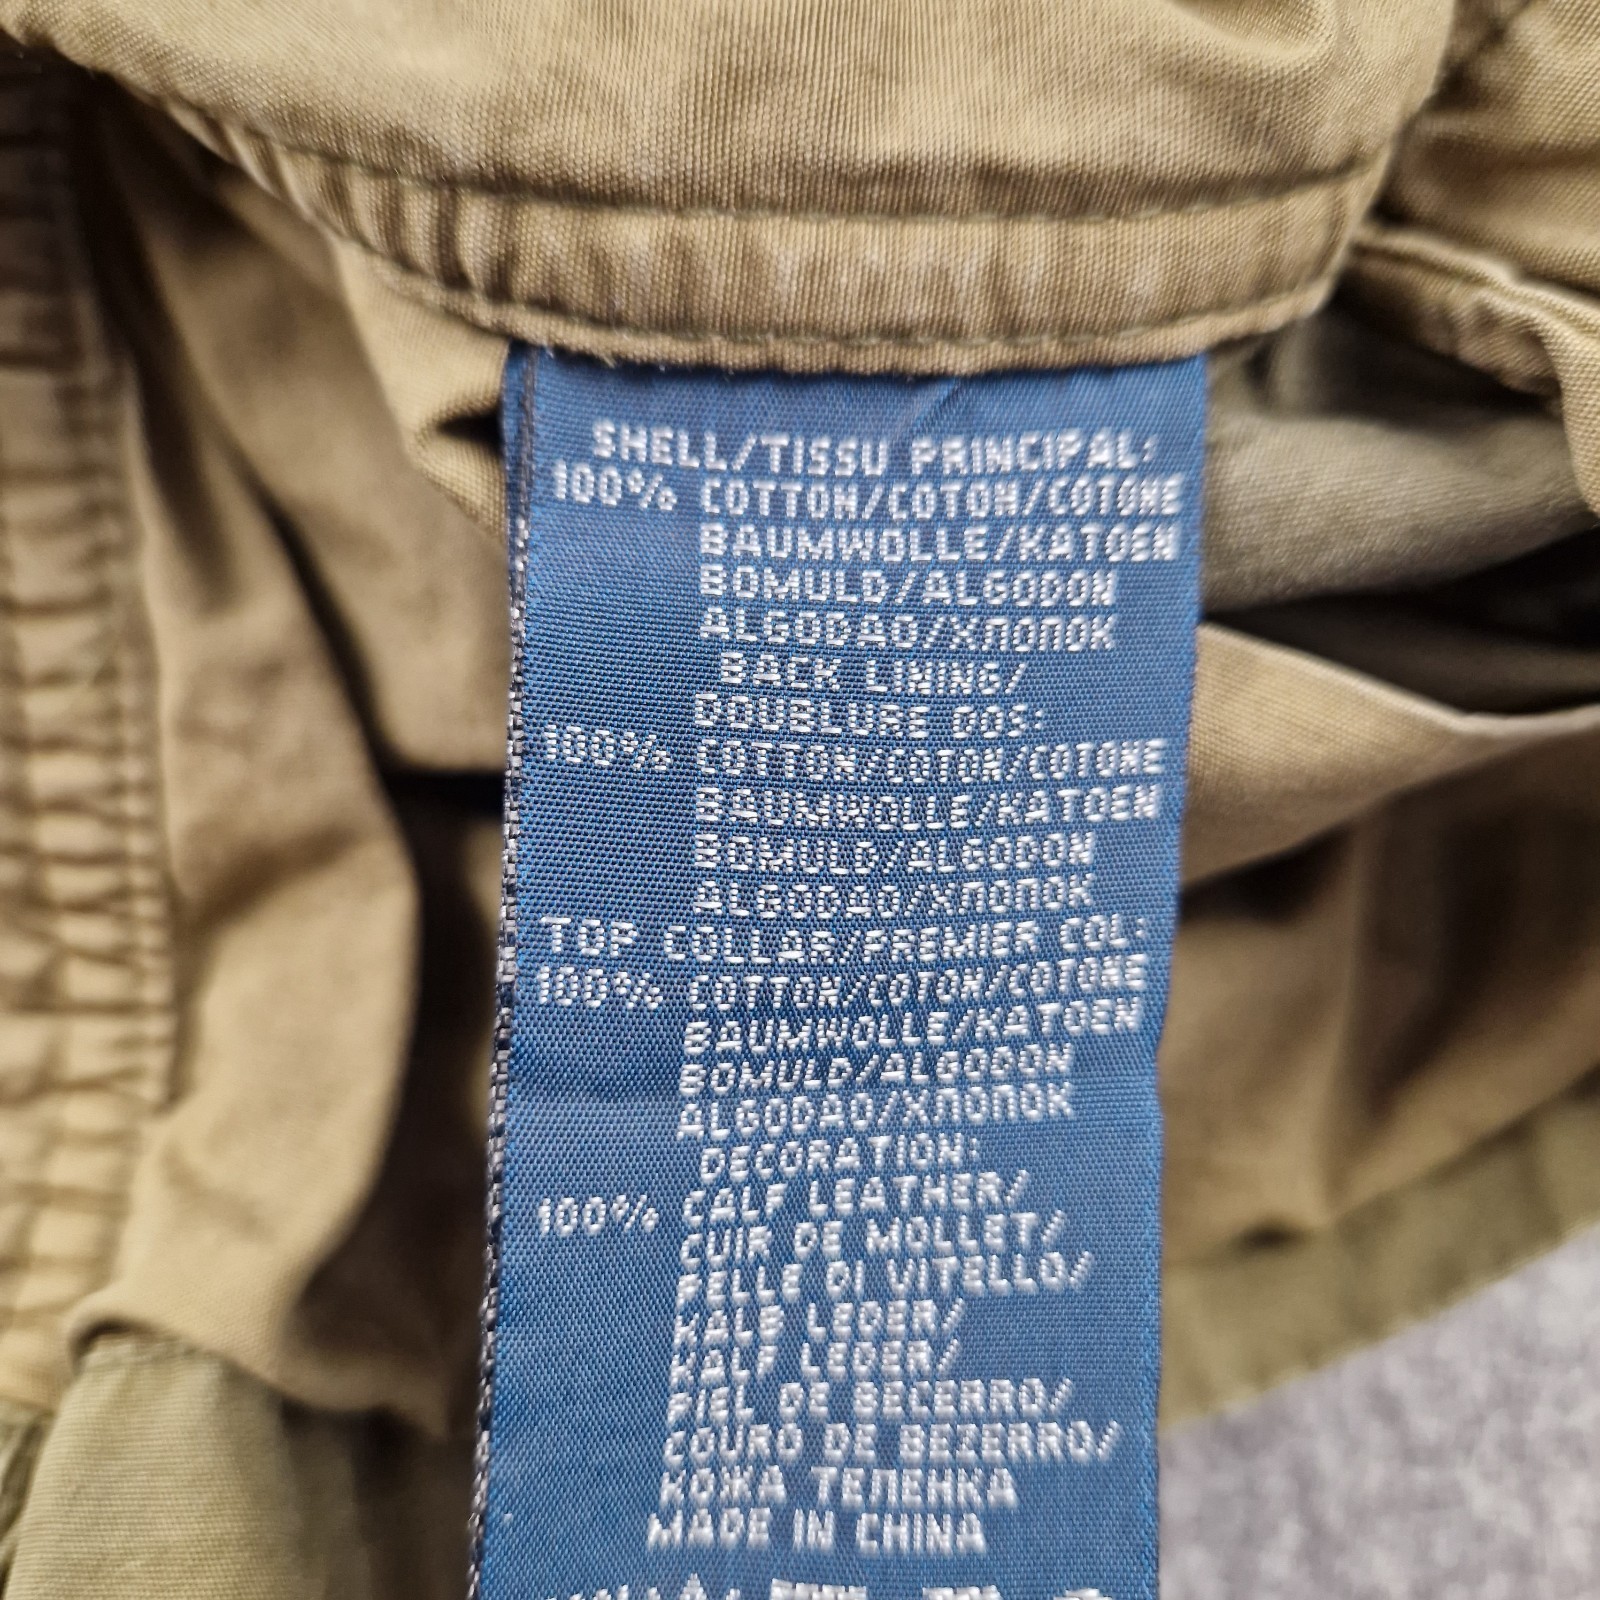 SHELL/TISSU PRINCIPAL:
100% COTTON/COTON/COTONE
BAUMWOLLE/KATOEN
BOMULD/ALGODON
ALGODAO/ХЛОПОК
BACK LINING/
DOUBLURE DOS:
100% COTTON/COTON/COTONE
BAUMWOLLE/KATOEN
BOMULD/ALGODON
ALGODAO/ХЛОПОК
TOP COLLAR/PREMIER COL:
100% COTTON/COTON/COTONE
BAUMWOLLE/KATOEN
BOMULD/ALGODON
ALGODAO/ХЛОПОК
DECORATION:
100% CALF LEATHER/
CUIR DE MOLLET/
PELLE DI VITELLO/
KALB LEDER/
KALF LEDER/
PIEL DE BECERRO/
COURO DE BEZERRO/
КОЖА ТЕЛЕНКА
MADE IN CHINA